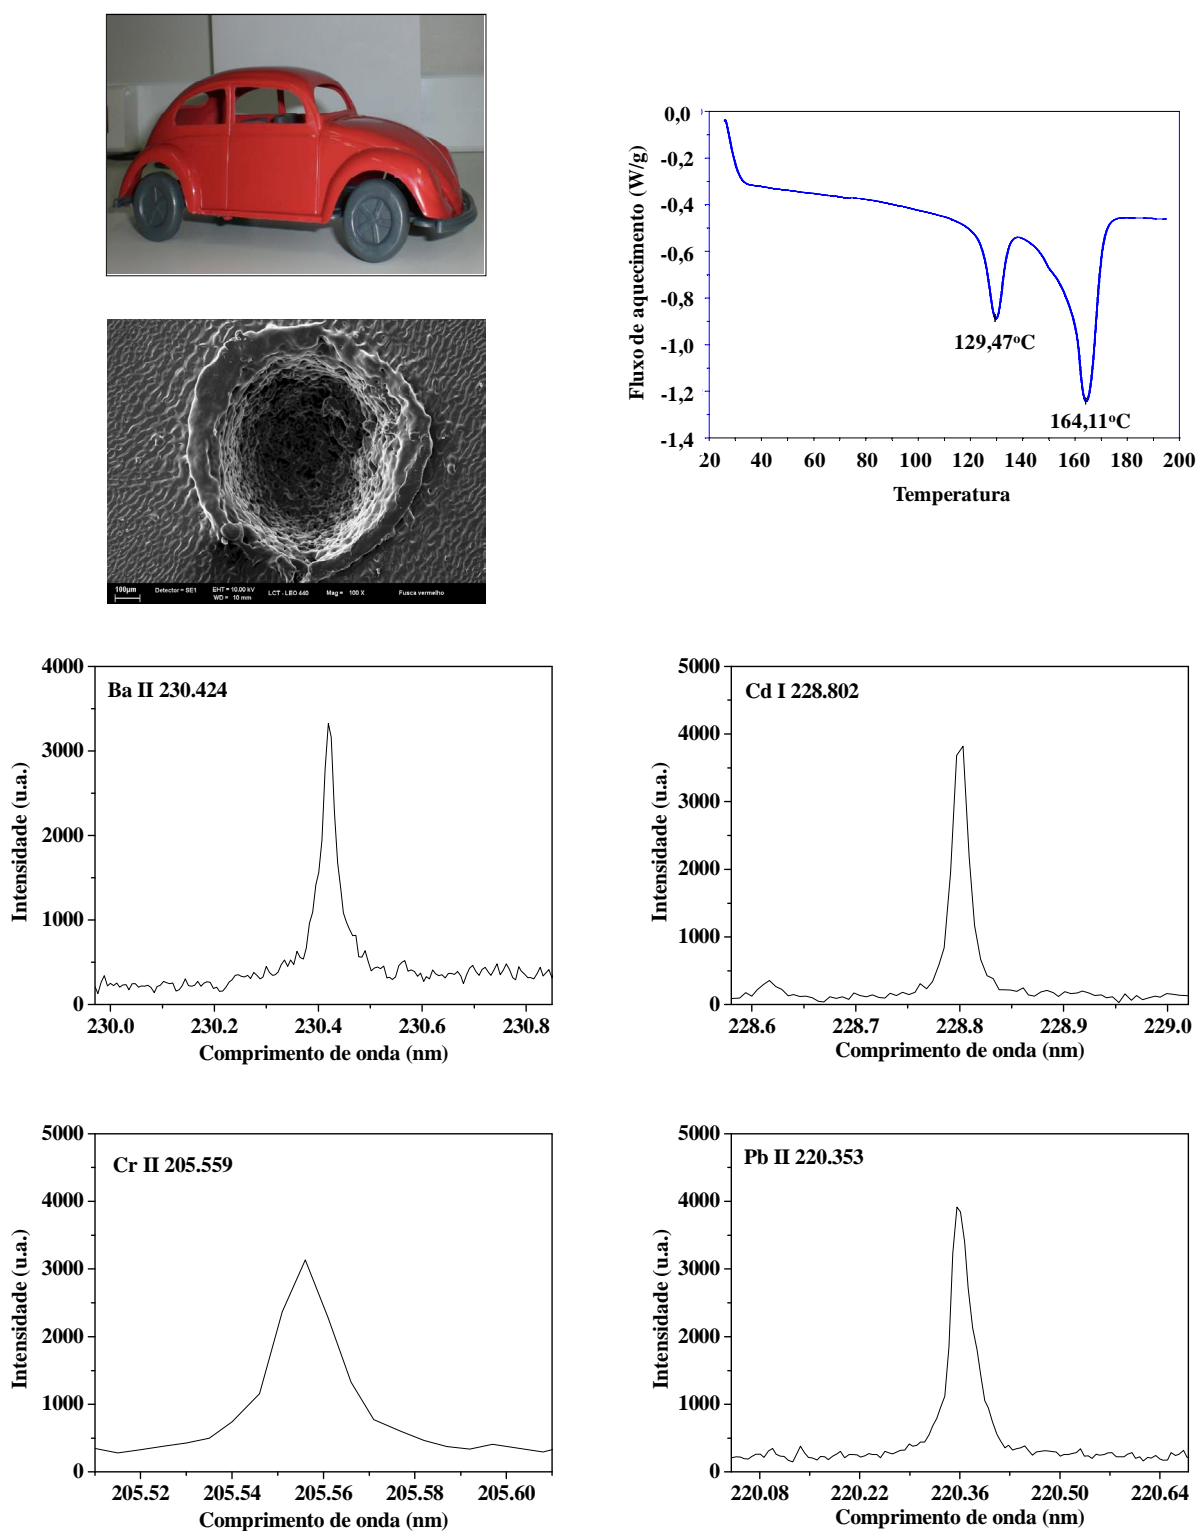 0,0
-0,2
-0,4
-0,6
-0,8
-1,0
-1,2
-1,4
Fluxo de aquecimento (W/g)
129,47°C
164,11°C
20 40 60 80 100 120 140 160 180 200
Temperatura
100µm
Detector = SE1
EHT = 10.00 kV
WD = 10 mm
LCT - LEO 440
Mag = 100 X
Fusca vermelho
Ba II 230.424
4000
3000
2000
1000
0
Intensidade (u.a.)
230.0 230.2 230.4 230.6 230.8
Comprimento de onda (nm)
Cd I 228.802
5000
4000
3000
2000
1000
0
Intensidade (u.a.)
228.6 228.7 228.8 228.9 229.0
Comprimento de onda (nm)
Cr II 205.559
5000
4000
3000
2000
1000
0
Intensidade (u.a.)
205.52 205.54 205.56 205.58 205.60
Comprimento de onda (nm)
Pb II 220.353
5000
4000
3000
2000
1000
0
Intensidade (u.a.)
220.08 220.22 220.36 220.50 220.64
Comprimento de onda (nm)